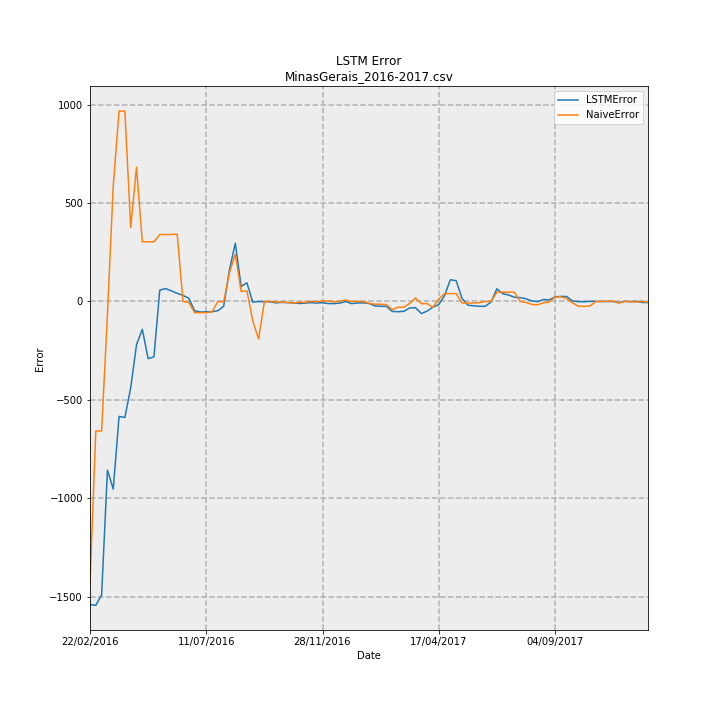 LSTM Error
MinasGerais_2016-2017.csv
LSTMError
NaiveError
1000
500
0
−500
−1000
−1500
Error
22/02/2016
11/07/2016
28/11/2016
17/04/2017
04/09/2017
Date